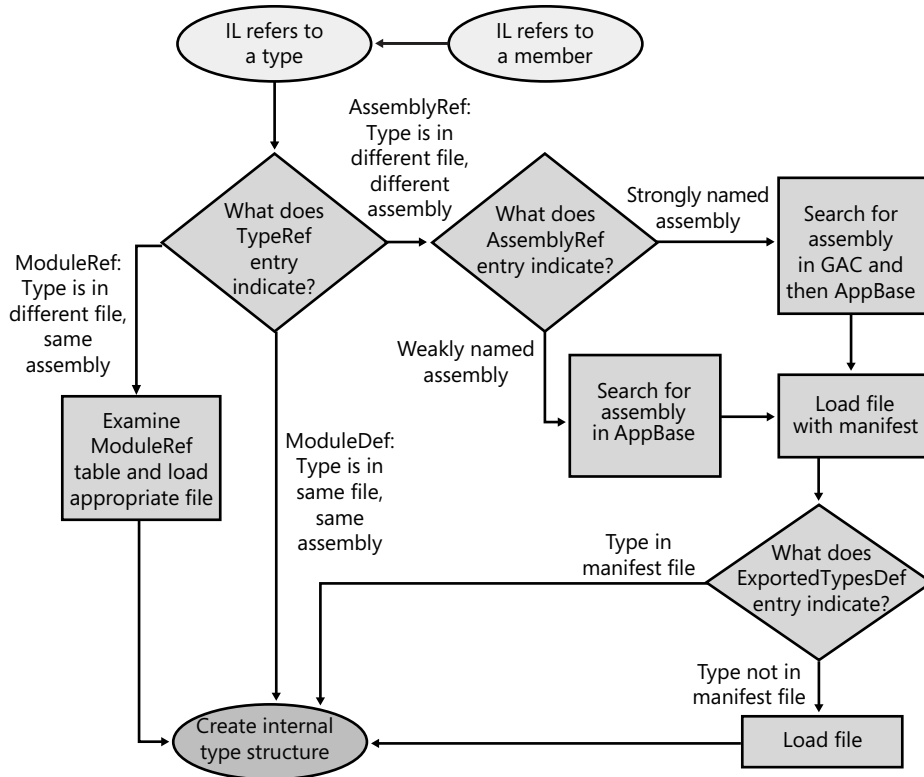 IL refers to
a type
IL refers to
a member
AssemblyRef:
Type is in
different file,
different
assembly
What does
TypeRef
entry
indicate?
What does
AssemblyRef
entry indicate?
Strongly named
assembly
Search for
assembly
in GAC and
then AppBase
ModuleRef:
Type is in
different file,
same
assembly
Weakly named
assembly
Search for
assembly
in AppBase
Load file
with manifest
Examine
ModuleRef
table and load
appropriate file
ModuleDef:
Type is in
same file,
same
assembly
Type in
manifest file
What does
ExportedTypesDef
entry indicate?
Type not in
manifest file
Create internal
type structure
Load file